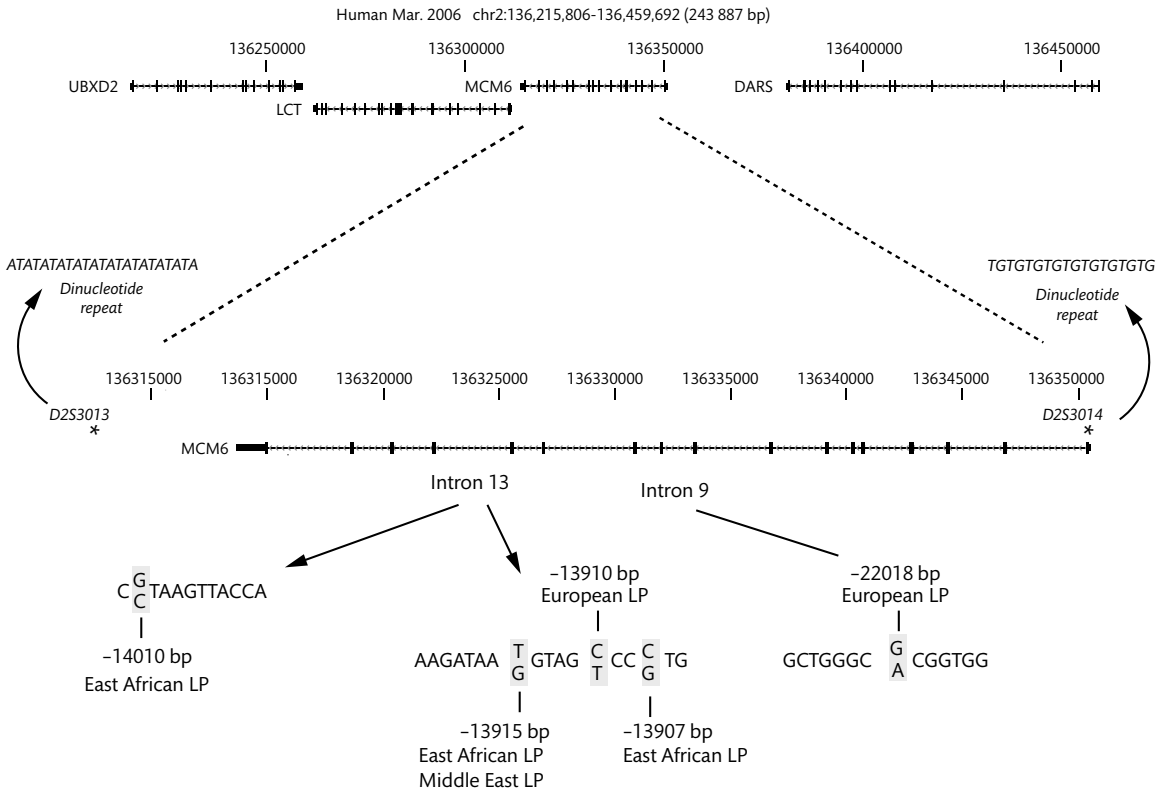 Human Mar. 2006 chr2:136,215,806-136,459,692 (243 887 bp)
136250000 136300000 136350000 136400000 136450000
UBXD2 MCM6 DARS
LCT
ATATATATATATATATATATATATA TGTGTGTGTGTGTGTGTGTG
Dinucleotide repeat
Dinucleotide repeat
136315000 136315000 136320000 136325000 136330000 136335000 136340000 136345000 136350000
D2S3013 D2S3014
* *
MCM6
Intron 13 Intron 9
–13910 bp –22018 bp
European LP European LP
C G/C TAAGTTACCA
–14010 bp
East African LP
AAGATAA T/G GTAG C/T CC C/G TG
GCTGGGC G/A CGGTGG
–13915 bp –13907 bp
East African LP East African LP
Middle East LP